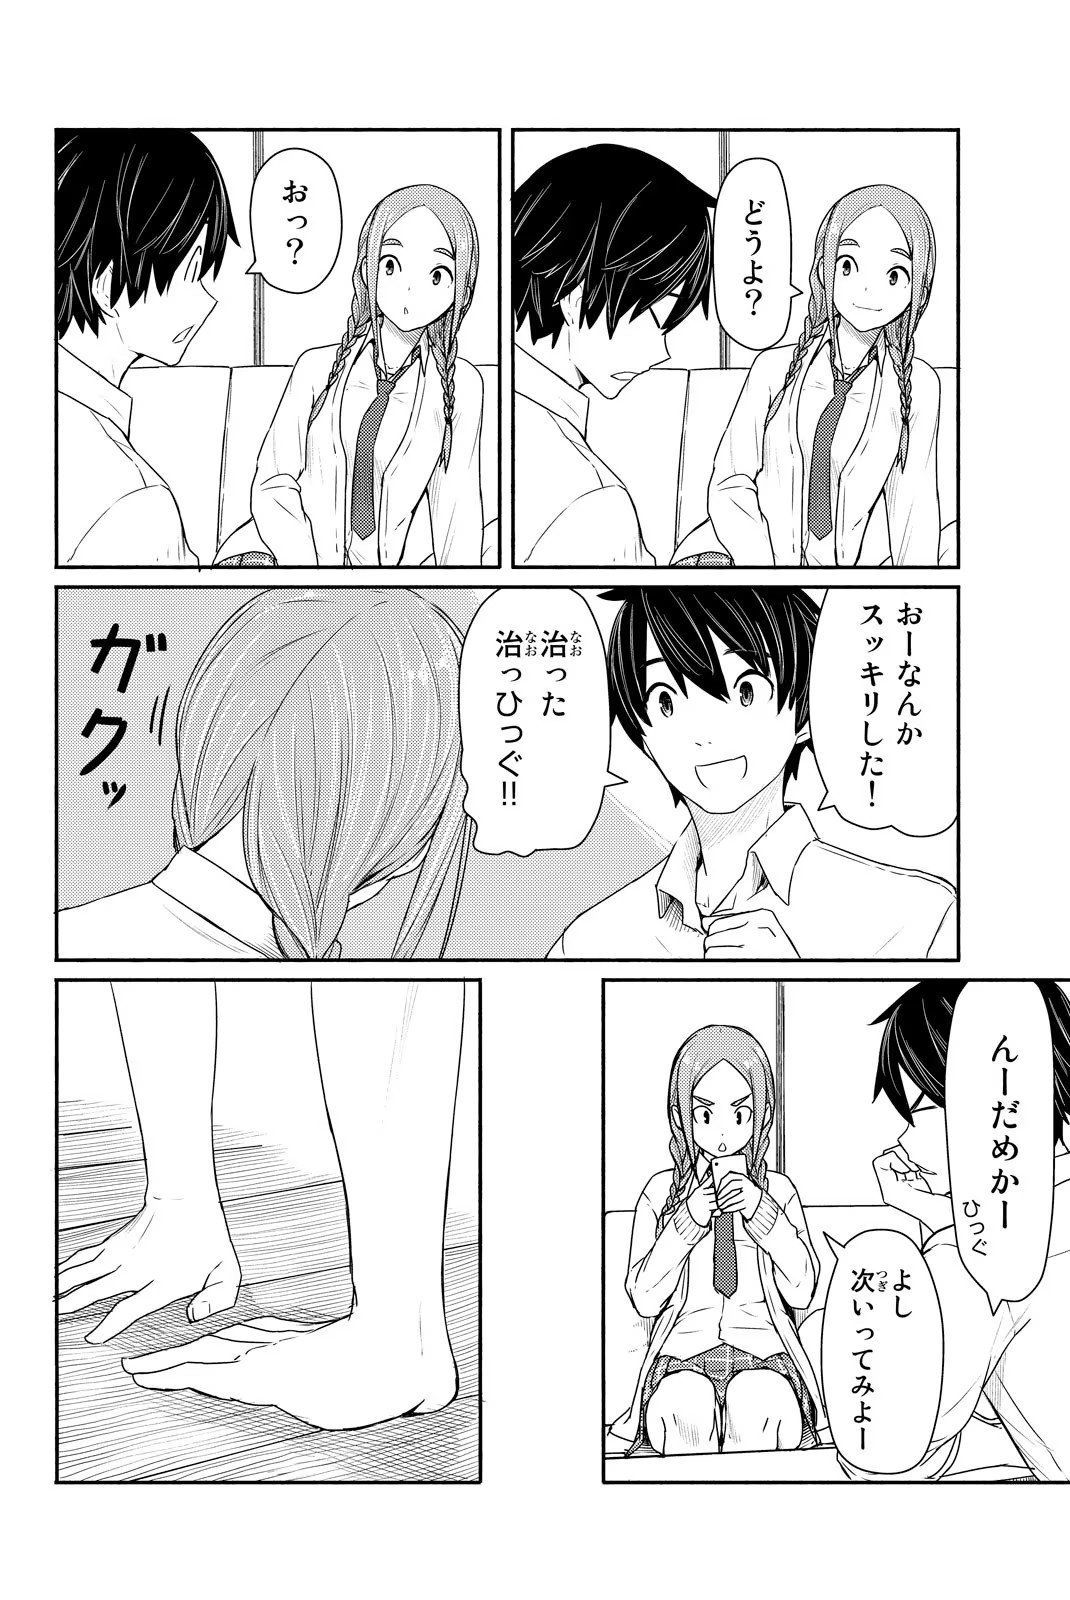 どうよ?
おっ?
おーなんか
スッキリした!
治った
治っひっぐ!!
ガクッ
んーだめかー
ひっぐ
よし
次いってみよー